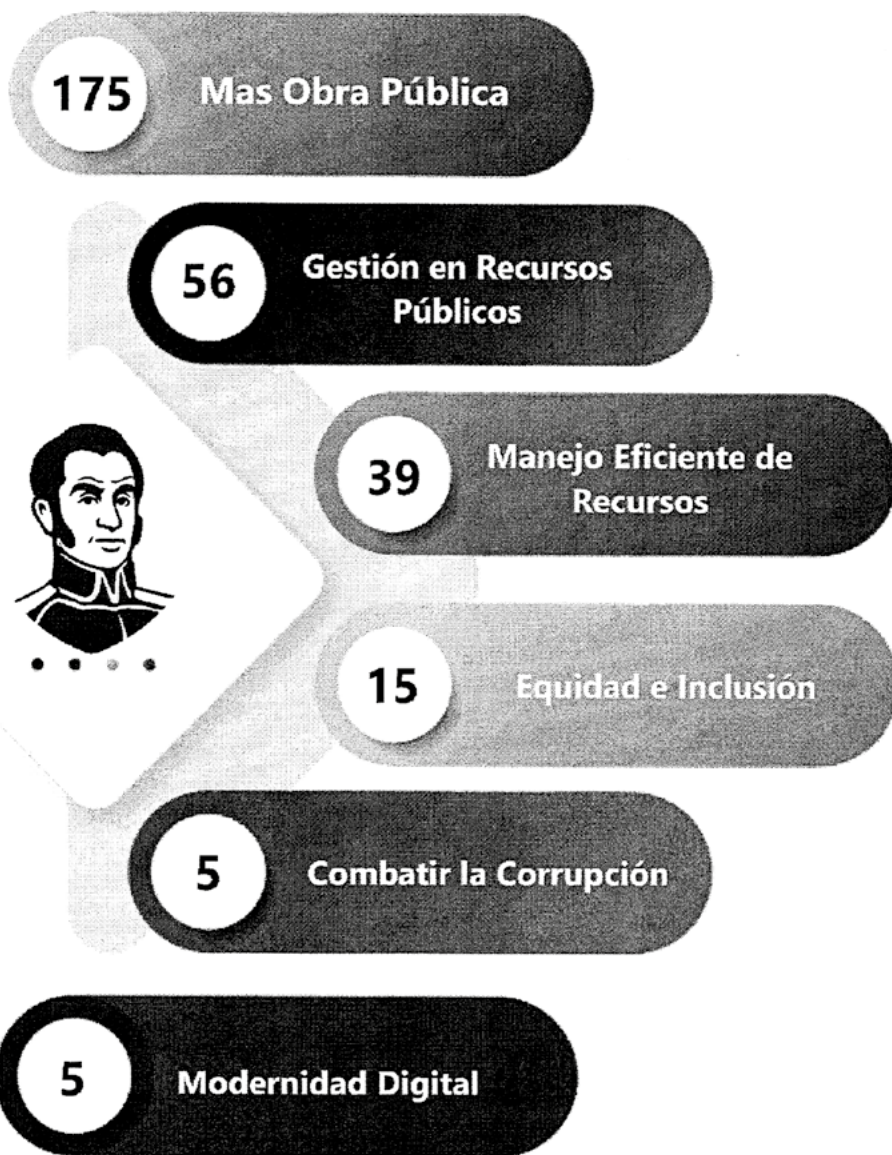 175
Mas Obra Pública
56
Gestión en Recursos
Públicos
39
Manejo Eficiente de
Recursos
15
Equidad e Inclusión
5
Combatir la Corrupción
5
Modernidad Digital